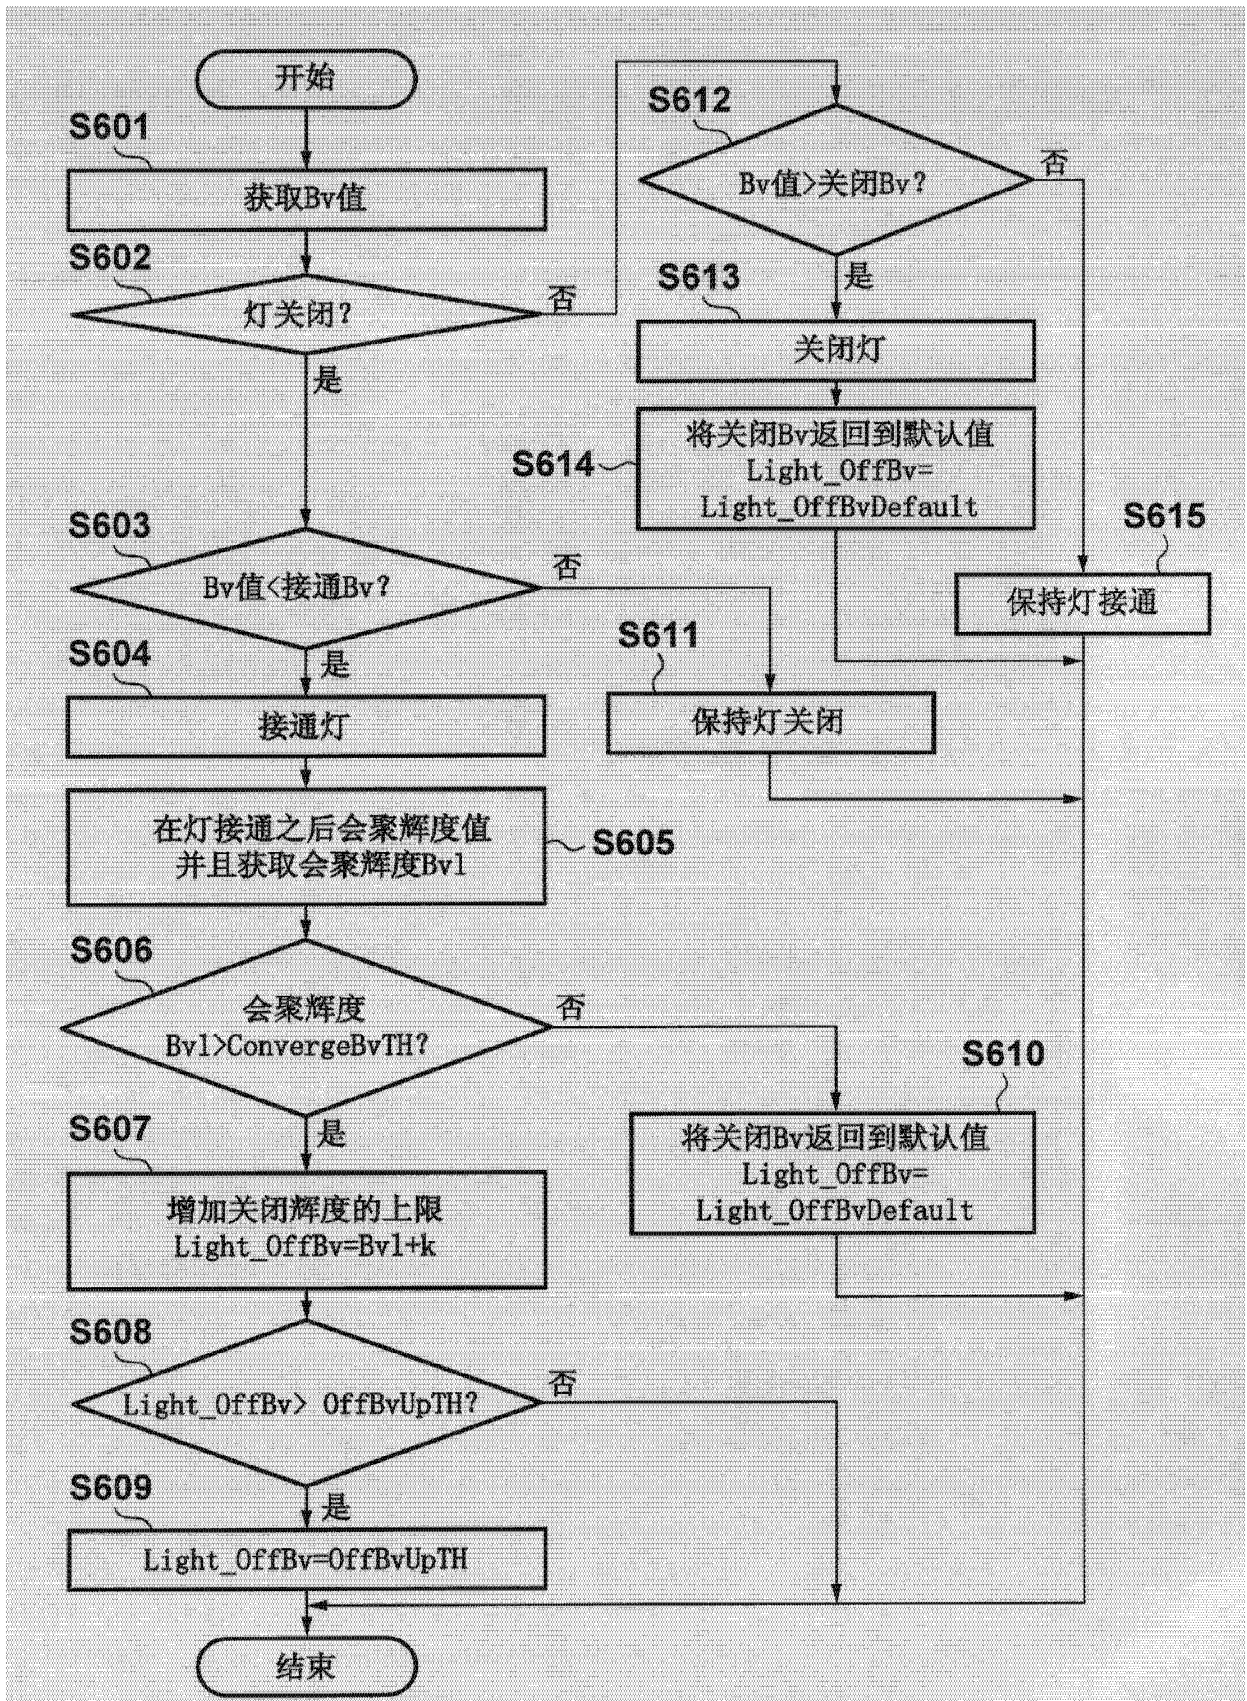 开始
S601
获取Bv值
S602
灯关闭?
否
是
S603
Bv值<接通Bv?
否
是
S604
接通灯
在灯接通之后会聚辉度值
并且获取会聚辉度Bvl
S605
S606
会聚辉度
Bvl>ConvergeBvTH?
否
是
S607
增加关闭辉度的上限
Light_OffBv=Bvl+k
S608
Light_OffBv> OffBvUpTH?
否
是
S609
Light_OffBv=OffBvUpTH
结束
S610
将关闭Bv返回到默认值
Light_OffBv=
Light_OffBvDefault
S611
保持灯关闭
S612
Bv值>关闭Bv?
否
是
S613
关闭灯
S614
将关闭Bv返回到默认值
Light_OffBv=
Light_OffBvDefault
S615
保持灯接通